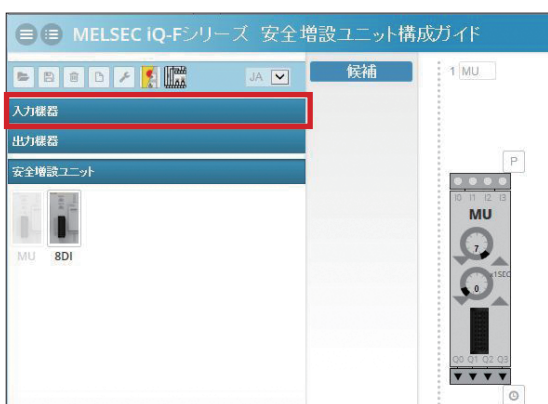 MELSEC iQ-Fシリーズ 安全増設ユニット構成ガイド
JA
候補
1 MU
入力機器
出力機器
安全増設ユニット
MU 8DI
P
I0 I1 I2 I3
MU
7
1SEC
0
Q0 Q1 Q2 Q3